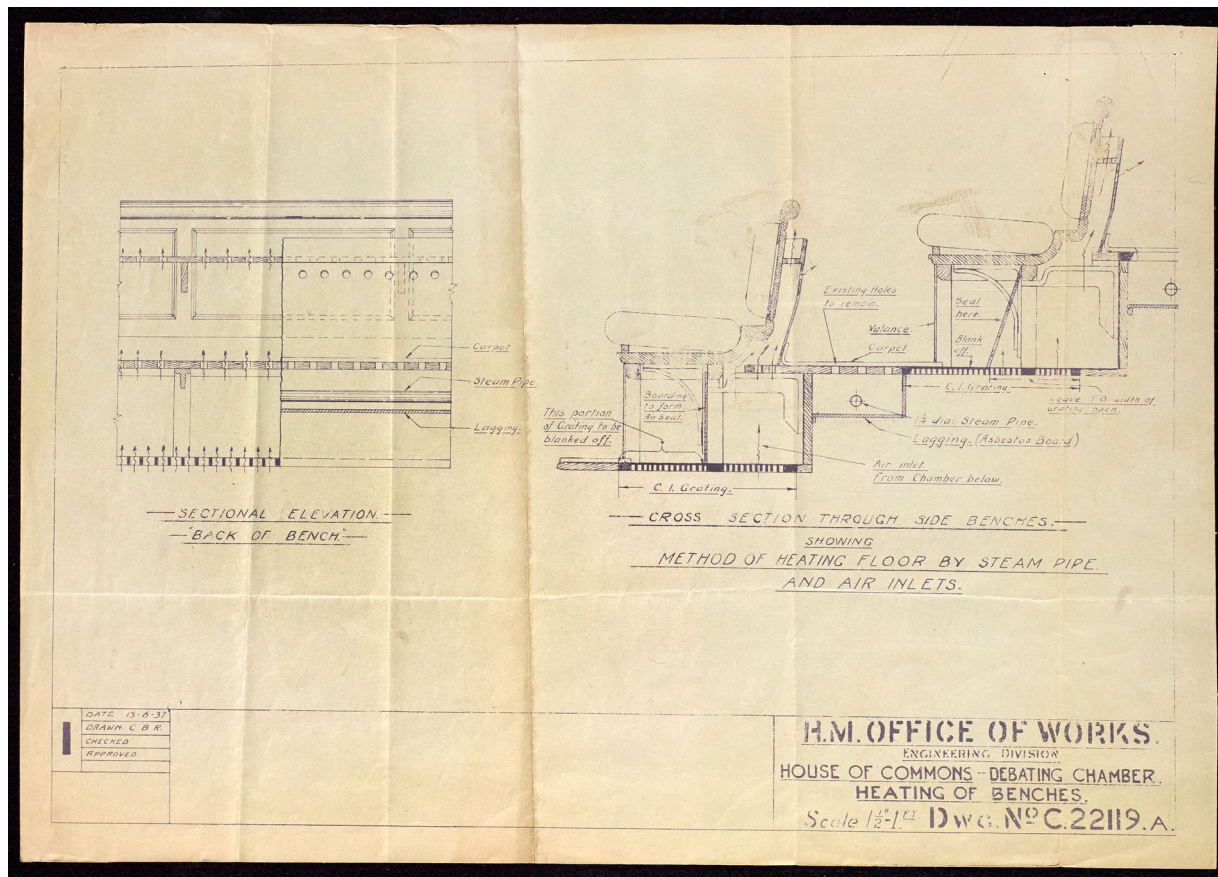 Carpet
Steam Pipe.
Lagging.
SECTIONAL ELEVATION.
"BACK OF BENCH."
Existing Holes
to remain.
Carpet
Valance.
Seal
here.
Blank
off.
C. I. Grating.
Leave 1'0 width of
grating open.
Boarding
to form
Air Seal.
This portion
of Grating to be
blanked off.
1¼ dia. Steam Pipe.
Lagging. (Asbestos Board)
Air inlet.
From Chamber below.
C. I. Grating.
CROSS SECTION THROUGH SIDE BENCHES.
SHOWING
METHOD OF HEATING FLOOR BY STEAM PIPE.
AND AIR INLETS.
DATE 15-6-37
DRAWN. C B R.
CHECKED
APPROVED
H.M. OFFICE OF WORKS.
ENGINEERING DIVISION
HOUSE OF COMMONS - DEBATING CHAMBER.
HEATING OF BENCHES.
Scale 1½"-1.FT Dwg. No C.22119.A.